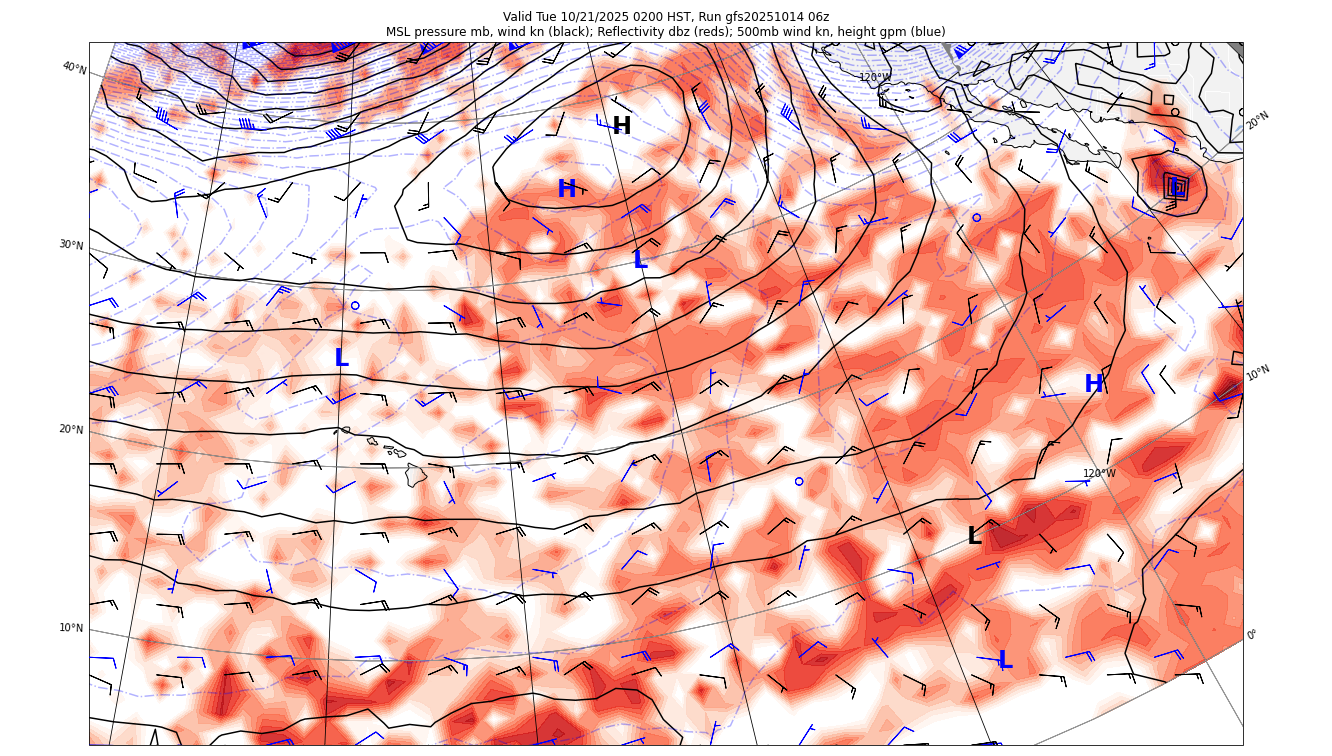 Valid Tue 10/21/2025 0200 HST, Run gfs20251014 06z
MSL pressure mb, wind kn (black); Reflectivity dbz (reds); 500mb wind kn, height gpm (blue)
40°N
120°W
20°N
H
H
L
30°N
L
L
H
10°N
20°N
120°W
L
10°N
0°
L